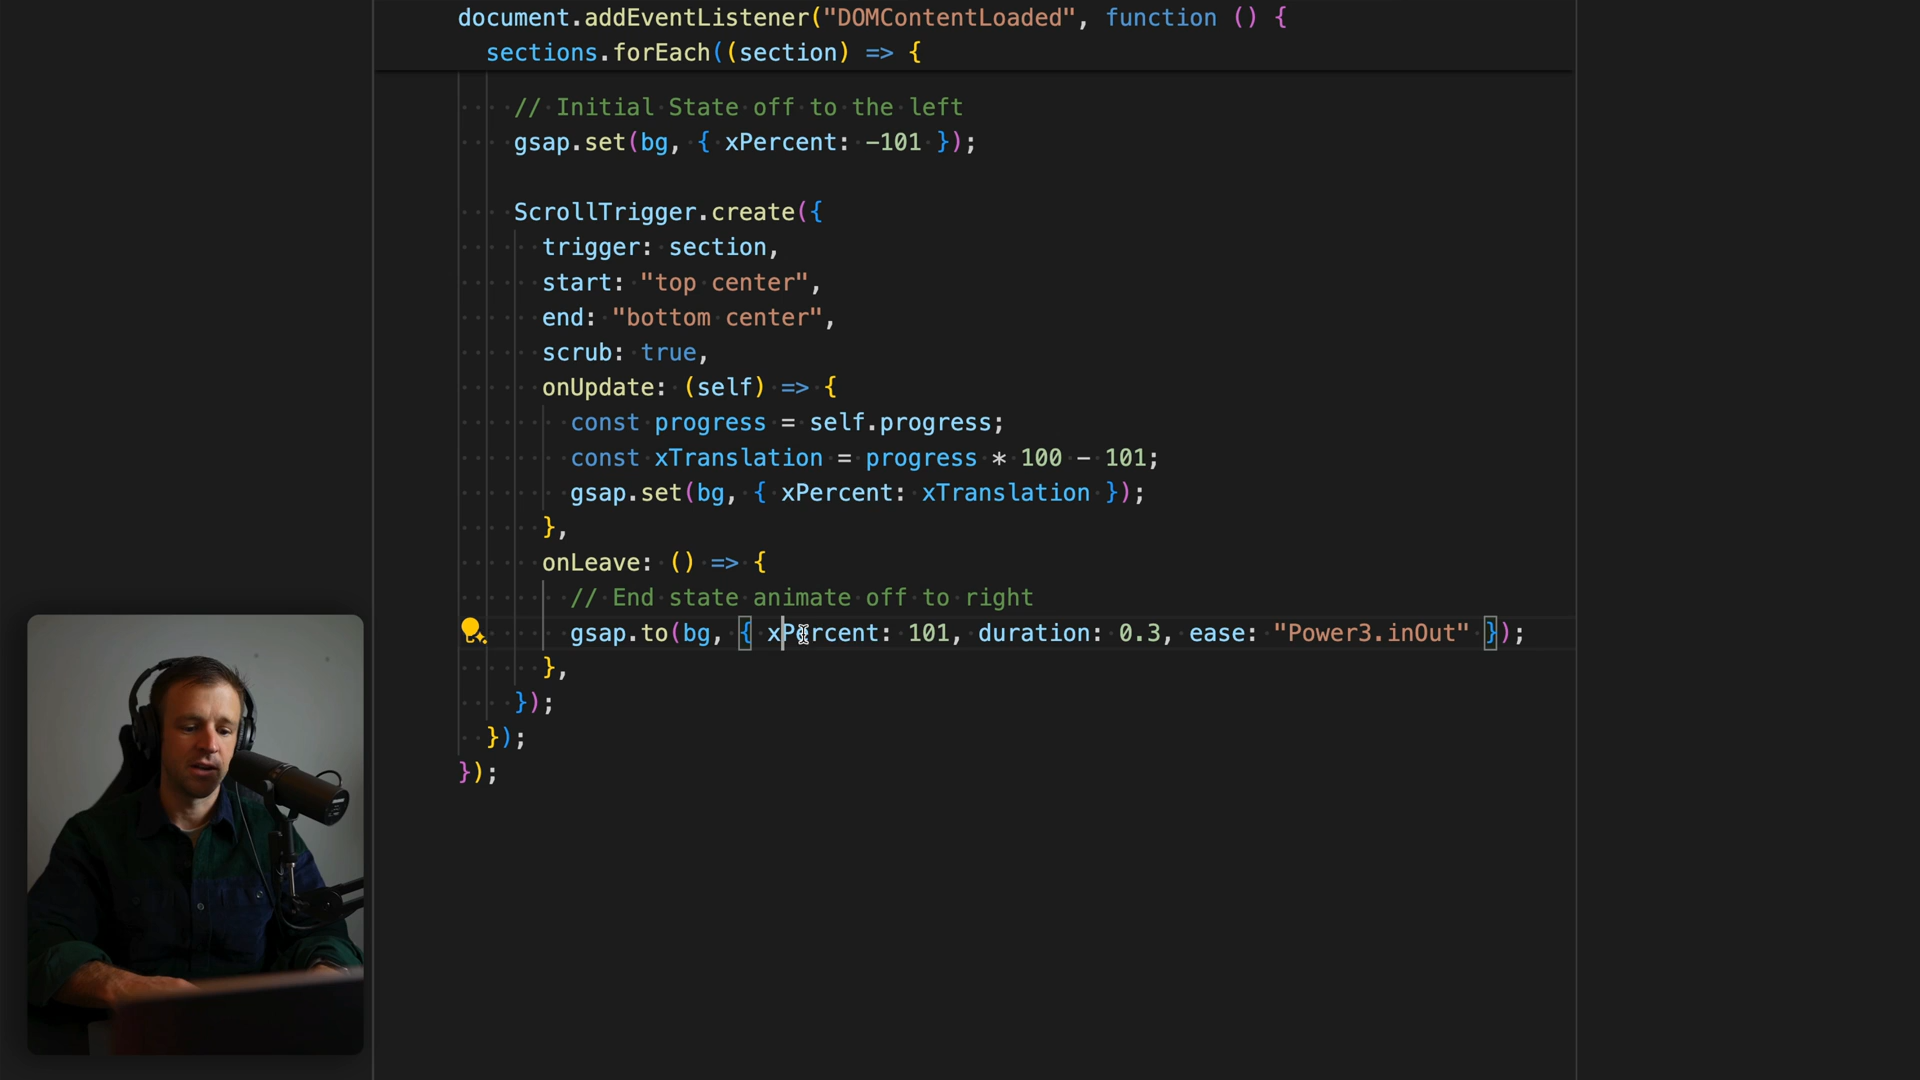 document.addEventListener("DOMContentLoaded", function () {
sections.forEach((section) => {
// Initial State off to the left
gsap.set(bg, { xPercent: -101 });
ScrollTrigger.create({
trigger: section,
start: "top center",
end: "bottom center",
scrub: true,
onUpdate: (self) => {
const progress = self.progress;
const xTranslation = progress * 100 - 101;
gsap.set(bg, { xPercent: xTranslation });
},
onLeave: () => {
// End state animate off to right
gsap.to(bg, { xPercent: 101, duration: 0.3, ease: "Power3.inOut" });
},
});
});
});